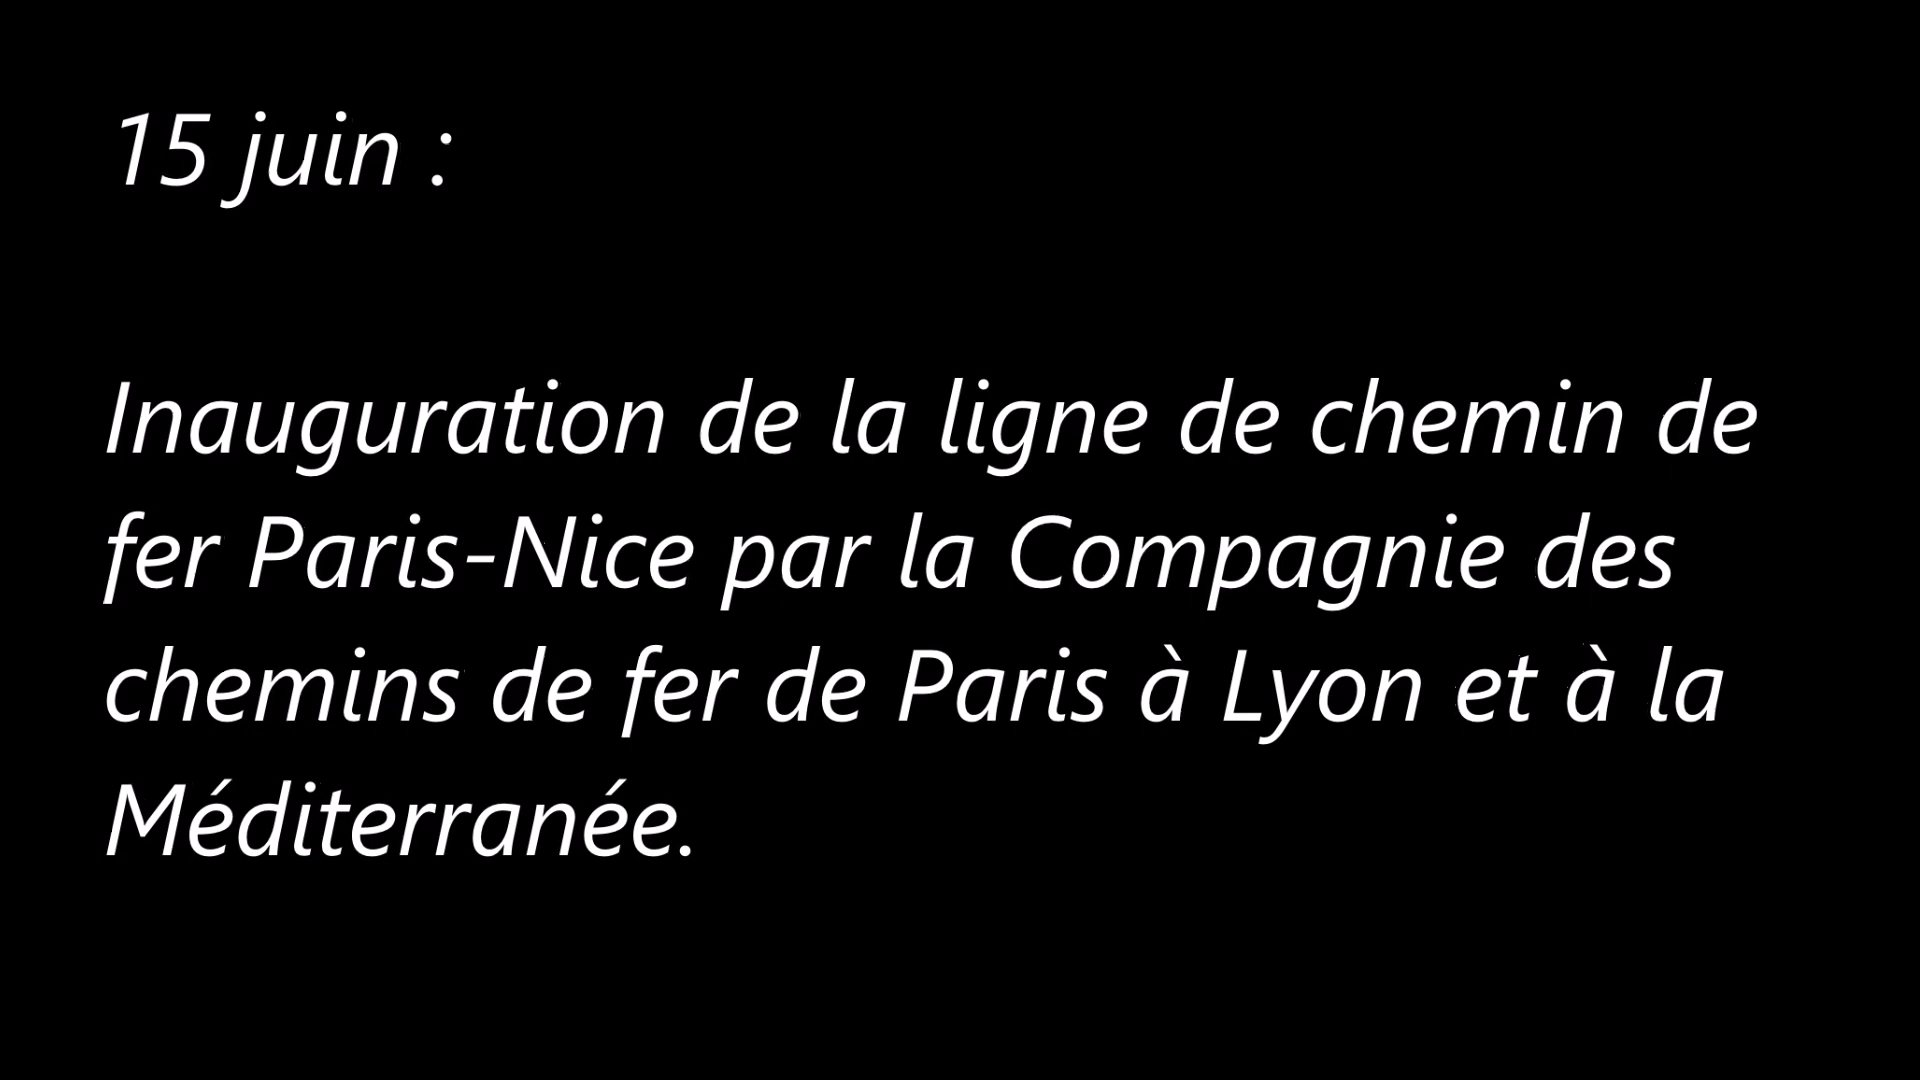 15 juin :
Inauguration de la ligne de chemin de
fer Paris-Nice par la Compagnie des
chemins de fer de Paris à Lyon et à la
Méditerranée.